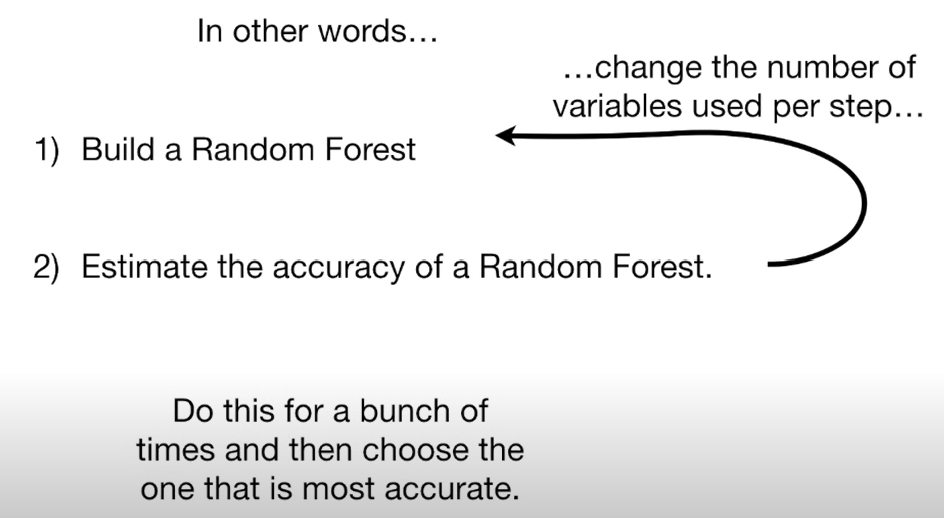 In other words…
…change the number of
variables used per step…
1) Build a Random Forest
2) Estimate the accuracy of a Random Forest.
Do this for a bunch of
times and then choose the
one that is most accurate.